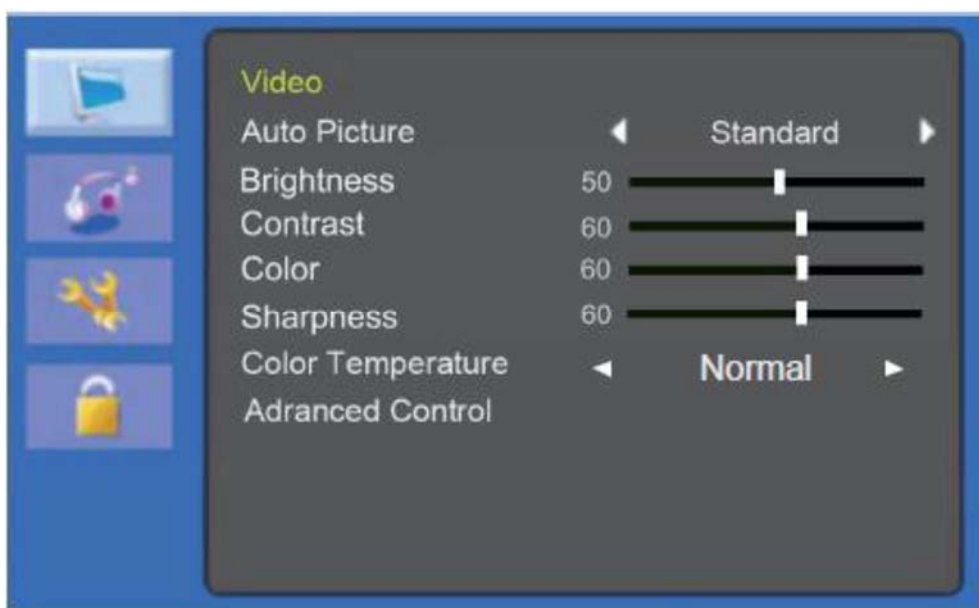 Video
Auto Picture Standard
Brightness 50
Contrast 60
Color 60
Sharpness 60
Color Temperature Normal
Adranced Control